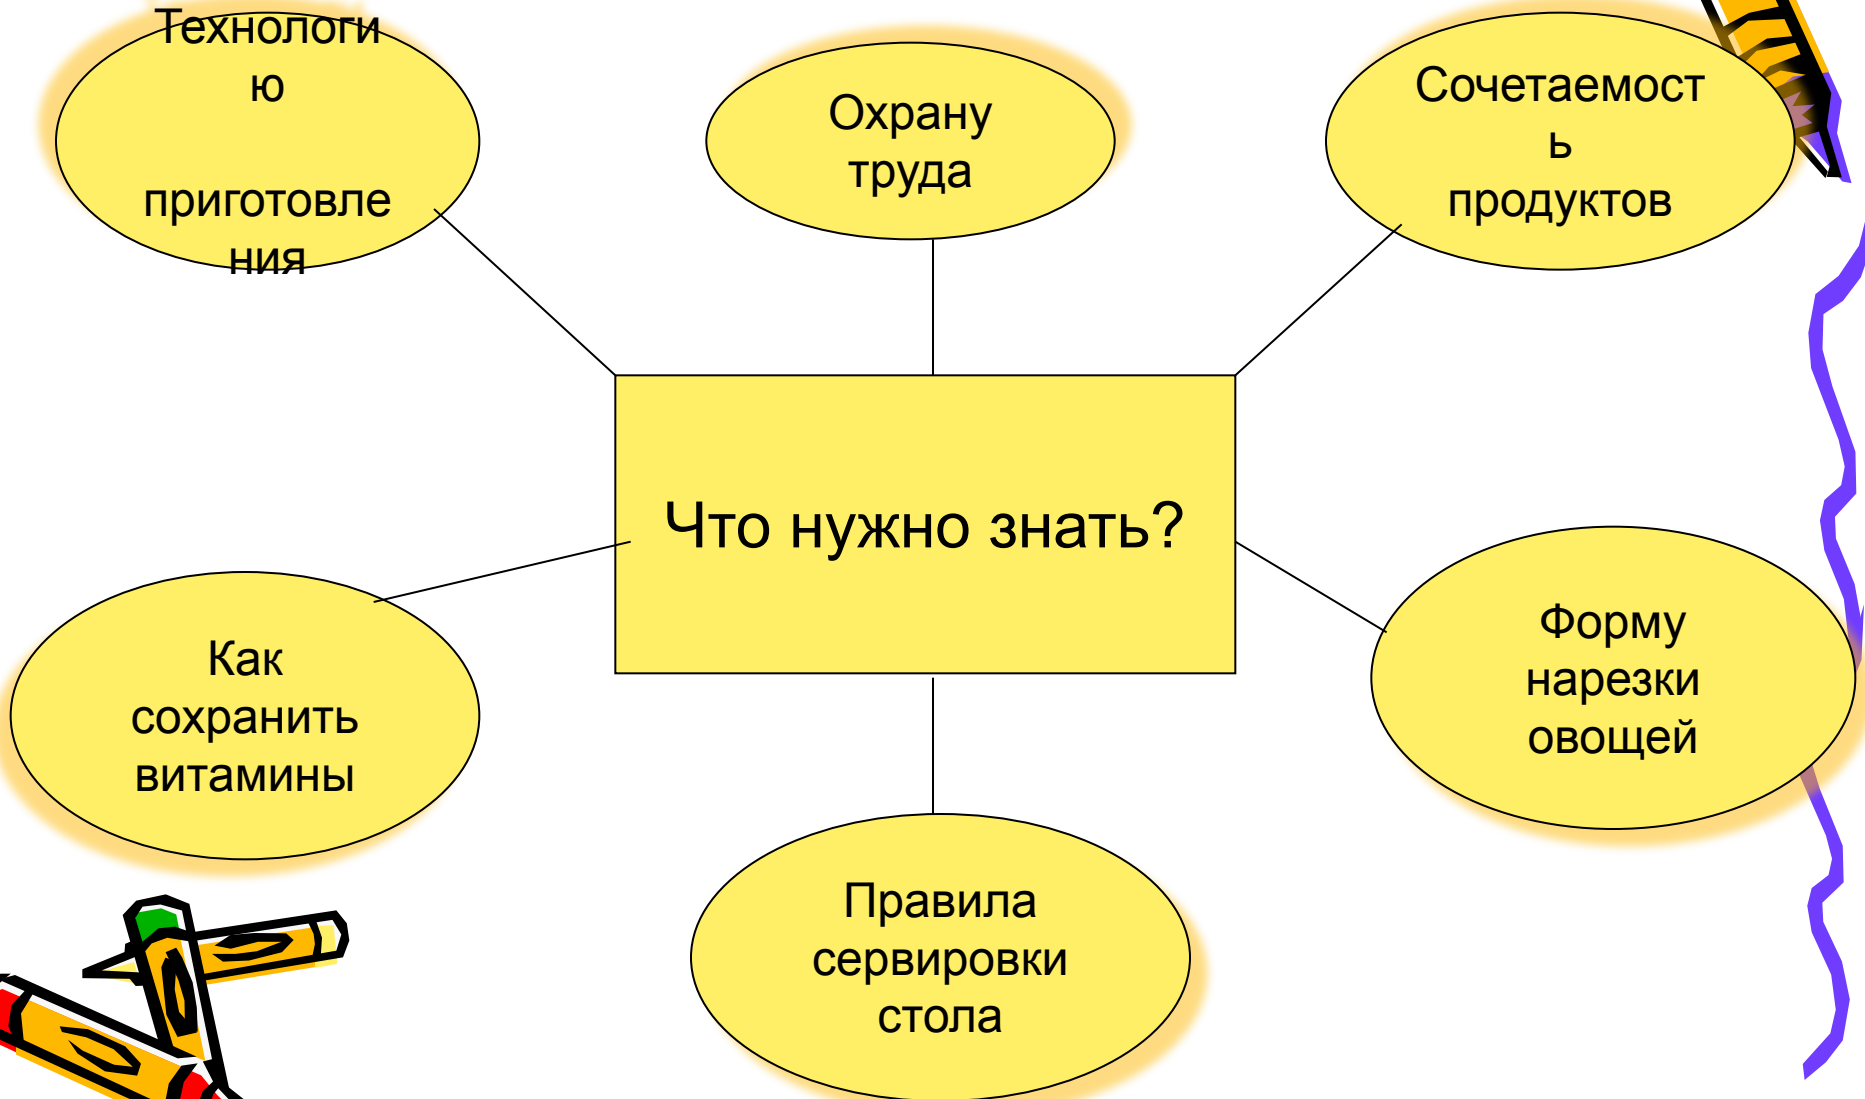 Технологи
ю
приготовле
ния
Охрану
труда
Сочетаемост
ь
продуктов
Что нужно знать?
Как
сохранить
витамины
Форму
нарезки
овощей
Правила
сервировки
стола